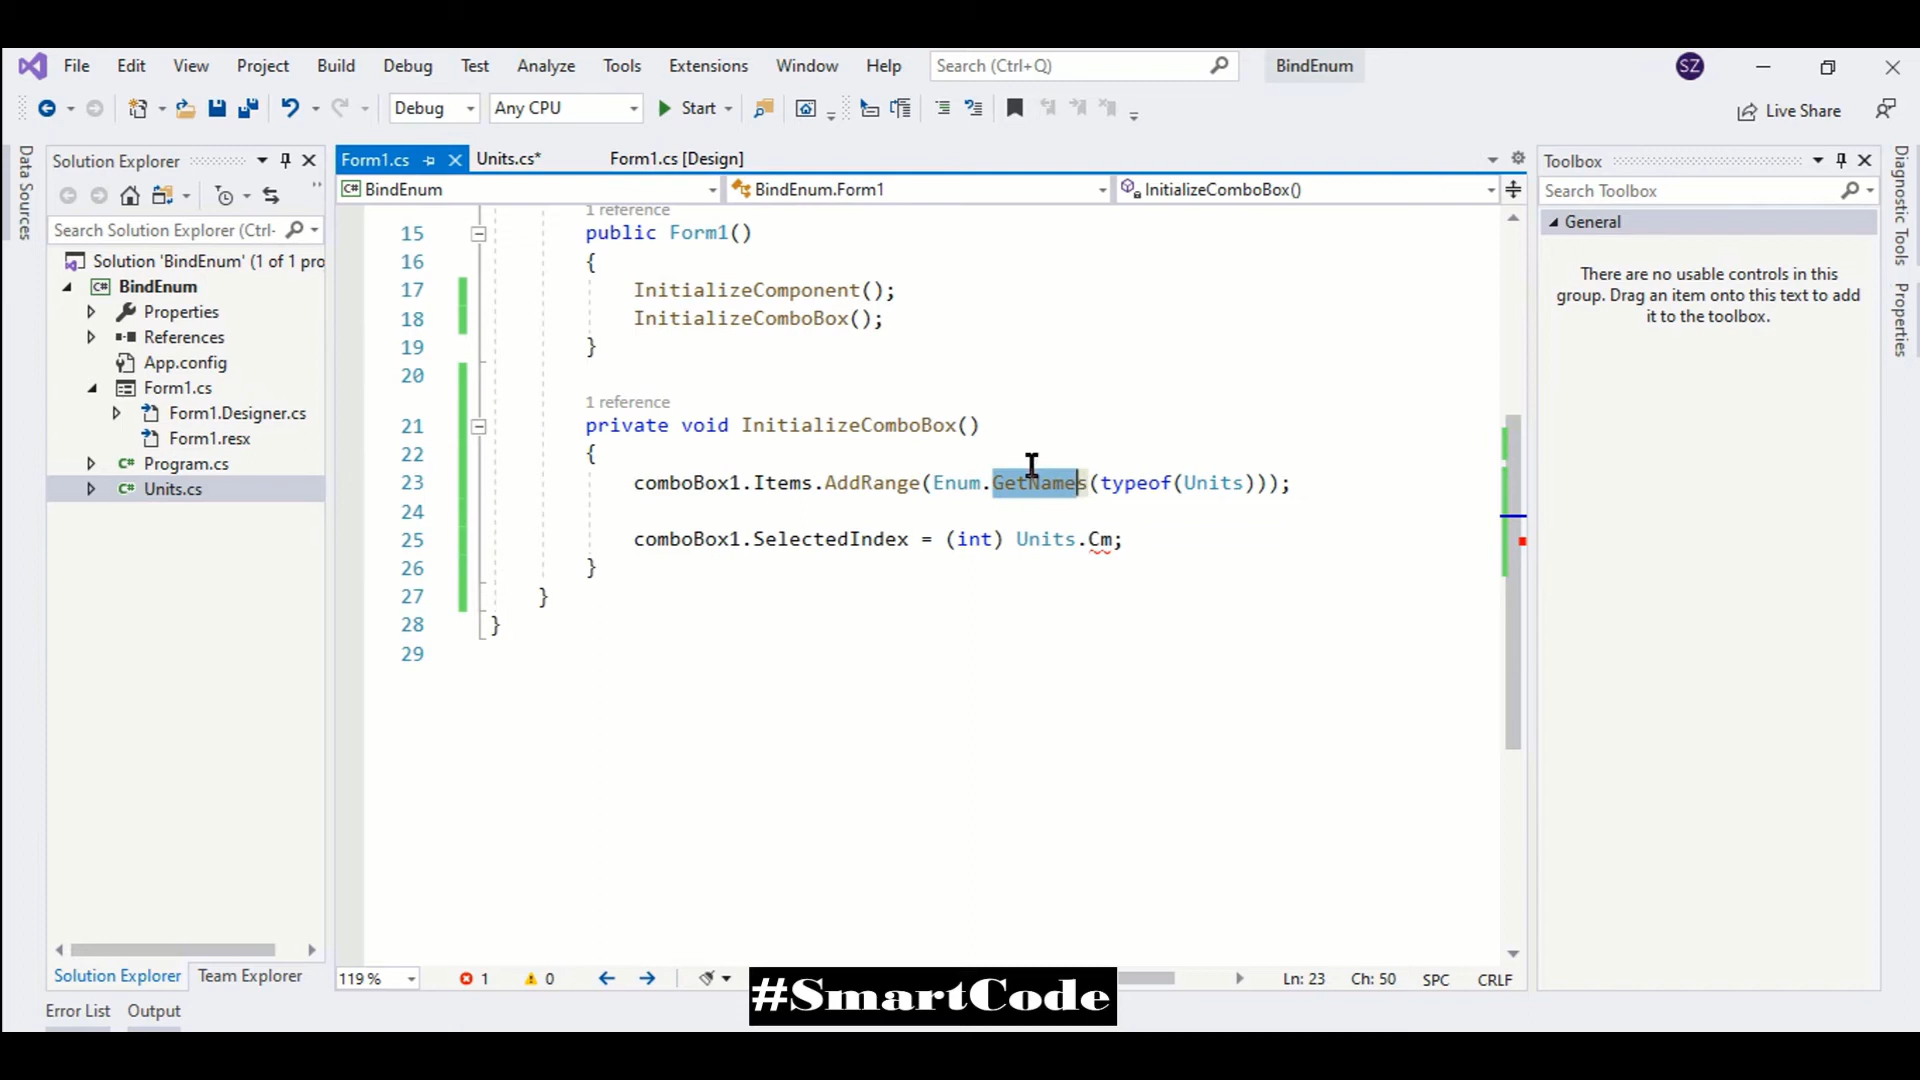 File Edit View Project Build Debug Test Analyze Tools Extensions Window Help Search (Ctrl+Q) BindEnum SZ
Debug Any CPU Start Live Share
Data Sources
Solution Explorer
Search Solution Explorer (Ctrl-
Solution 'BindEnum' (1 of 1 pro
C# BindEnum
Properties
References
App.config
Form1.cs
Form1.Designer.cs
Form1.resx
C# Program.cs
C# Units.cs
Solution Explorer Team Explorer
Form1.cs Units.cs* Form1.cs [Design]
C# BindEnum BindEnum.Form1 InitializeComboBox()
1 reference
15 public Form1()
16 {
17 InitializeComponent();
18 InitializeComboBox();
19 }
20
1 reference
21 private void InitializeComboBox()
22 {
23 comboBox1.Items.AddRange(Enum.GetNames(typeof(Units)));
24
25 comboBox1.SelectedIndex = (int) Units.Cm;
26 }
27 }
28 }
29
119 % 1 0 Ln: 23 Ch: 50 SPC CRLF
Toolbox
Search Toolbox
General
There are no usable controls in this
group. Drag an item onto this text to add
it to the toolbox.
Diagnostic Tools
Properties
#SmartCode
Error List Output